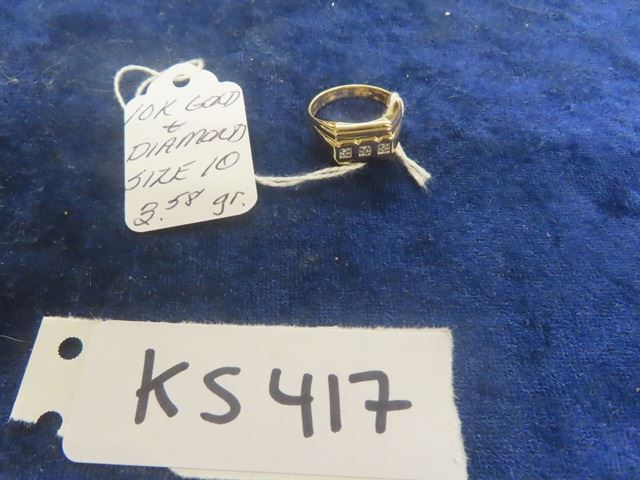 10K GOLD
+
DIAMOND
SIZE 10
3.58 gr.
KS417